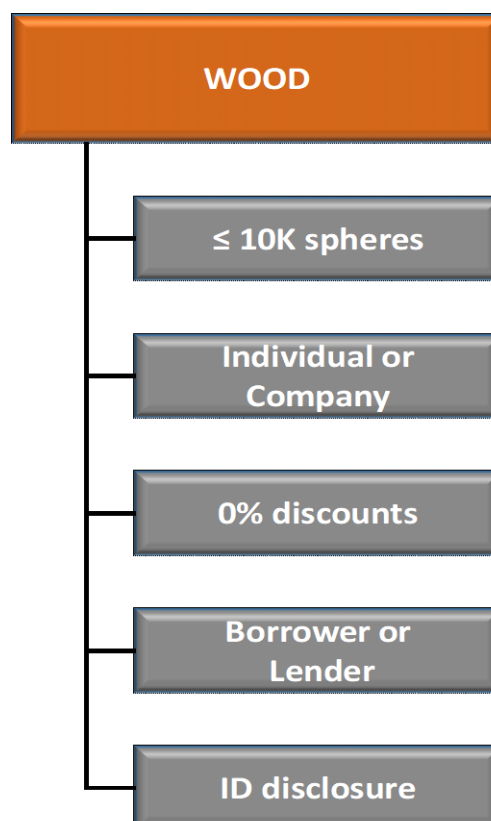 WOOD
≤ 10K spheres
Individual or
Company
0% discounts
Borrower or
Lender
ID disclosure